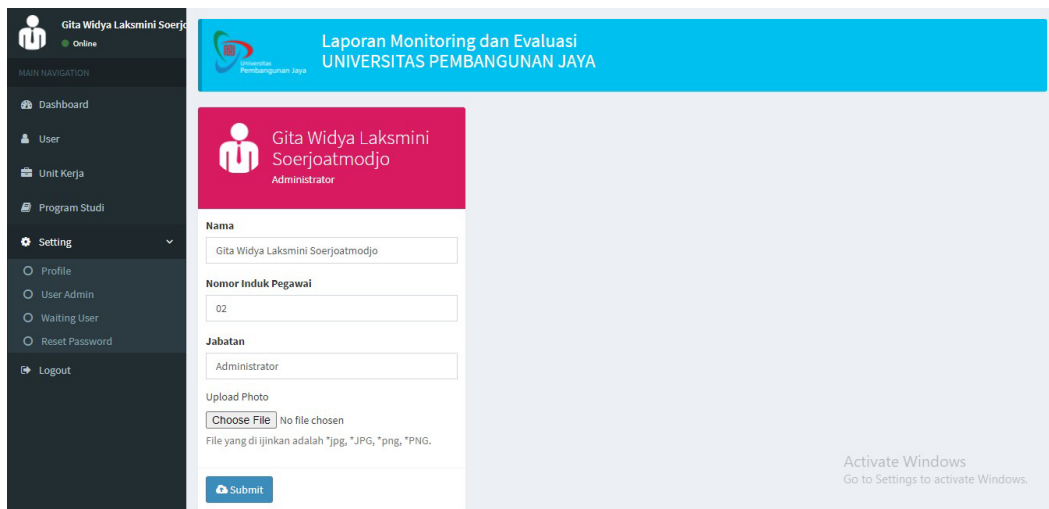 Gita Widya Laksmini Soerjo
Online
MAIN NAVIGATION
Dashboard
User
Unit Kerja
Program Studi
Setting
Profile
User Admin
Waiting User
Reset Password
Logout
Universitas
Pembangunan Jaya
Laporan Monitoring dan Evaluasi
UNIVERSITAS PEMBANGUNAN JAYA
Gita Widya Laksmini
Soerjoatmodjo
Administrator
Nama
Gita Widya Laksmini Soerjoatmodjo
Nomor Induk Pegawai
02
Jabatan
Administrator
Upload Photo
Choose File No file chosen
File yang di ijinkan adalah *jpg, *JPG, *png, *PNG.
Submit
Activate Windows
Go to Settings to activate Windows.